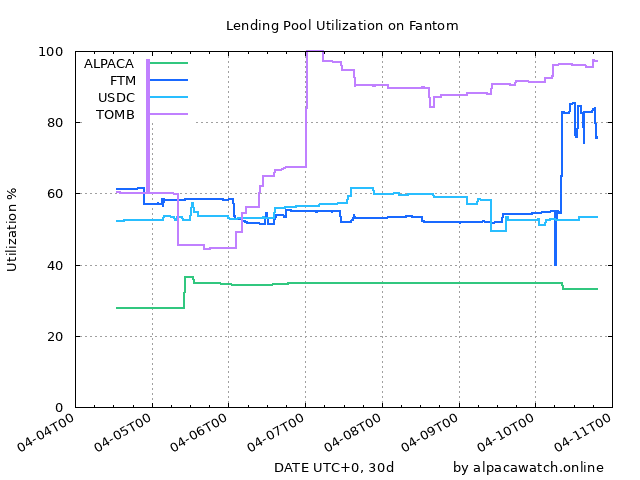 Lending Pool Utilization on Fantom
100
80
60
40
20
0
Utilization %
ALPACA
FTM
USDC
TOMB
04-04T00
04-05T00
04-06T00
04-07T00
04-08T00
04-09T00
04-10T00
04-11T00
DATE UTC+0, 30d
by alpacawatch.online